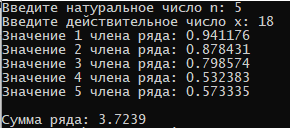 Введите натуральное число n: 5
Введите действительное число x: 18
Значение 1 члена ряда: 0.941176
Значение 2 члена ряда: 0.878431
Значение 3 члена ряда: 0.798574
Значение 4 члена ряда: 0.532383
Значение 5 члена ряда: 0.573335
Сумма ряда: 3.7239